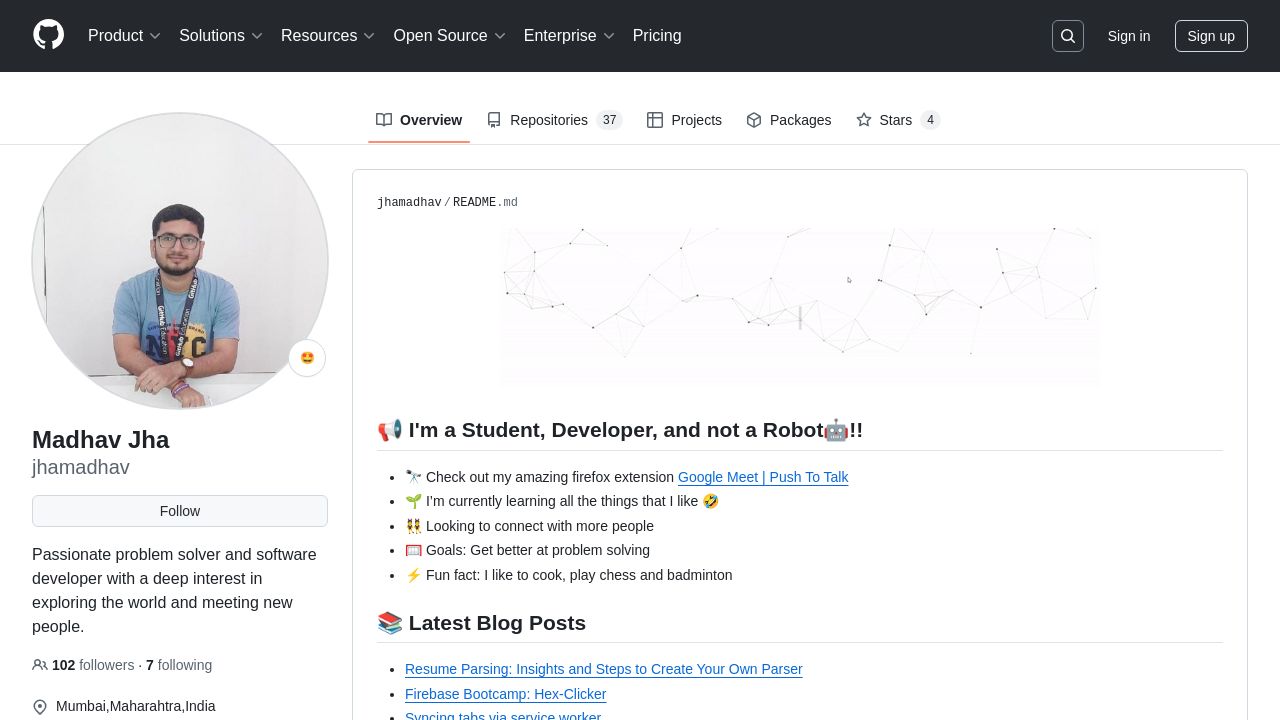 Product
Solutions
Resources
Open Source
Enterprise
Pricing
Sign in
Sign up
Overview
Repositories 37
Projects
Packages
Stars 4
Madhav Jha
jhamadhav
Follow
Passionate problem solver and software
developer with a deep interest in
exploring the world and meeting new
people.
102 followers · 7 following
Mumbai,Maharahtra,India
jhamadhav/README.md
📢 I'm a Student, Developer, and not a Robot🤖!!
🔭 Check out my amazing firefox extension Google Meet | Push To Talk
🌱 I'm currently learning all the things that I like 🤣
👯 Looking to connect with more people
🥅 Goals: Get better at problem solving
⚡ Fun fact: I like to cook, play chess and badminton
📚 Latest Blog Posts
Resume Parsing: Insights and Steps to Create Your Own Parser
Firebase Bootcamp: Hex-Clicker
Syncing tabs via service worker